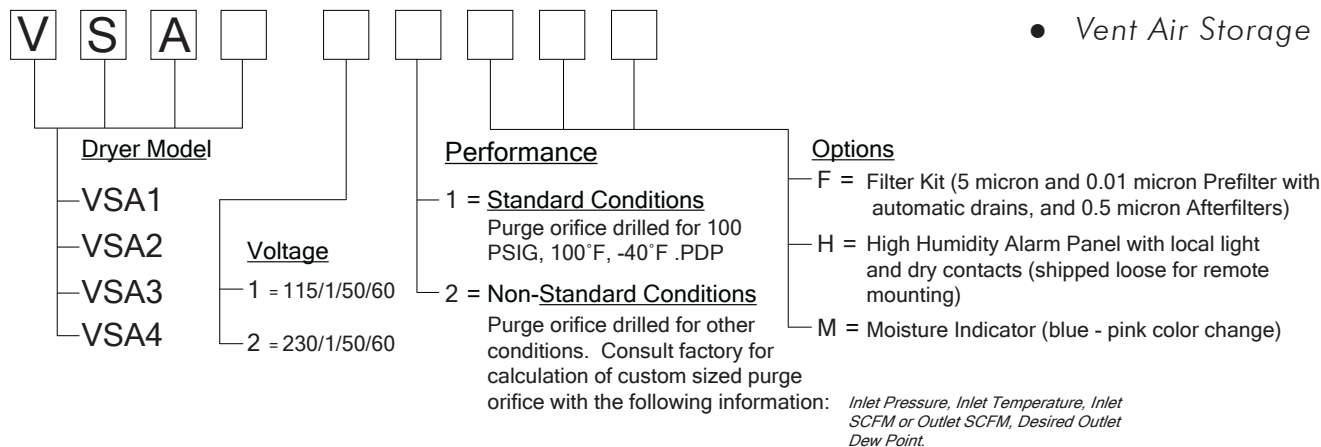 V S A
● Vent Air Storage
Dryer Model
VSA1
VSA2
VSA3
VSA4
Voltage
1 = 115/1/50/60
2 = 230/1/50/60
Performance
1 = Standard Conditions
Purge orifice drilled for 100
PSIG, 100˚F, -40˚F .PDP
2 = Non-Standard Conditions
Purge orifice drilled for other
conditions. Consult factory for
calculation of custom sized purge
orifice with the following information:
Inlet Pressure, Inlet Temperature, Inlet
SCFM or Outlet SCFM, Desired Outlet
Dew Point.
Options
F = Filter Kit (5 micron and 0.01 micron Prefilter with
automatic drains, and 0.5 micron Afterfilters)
H = High Humidity Alarm Panel with local light
and dry contacts (shipped loose for remote
mounting)
M = Moisture Indicator (blue - pink color change)